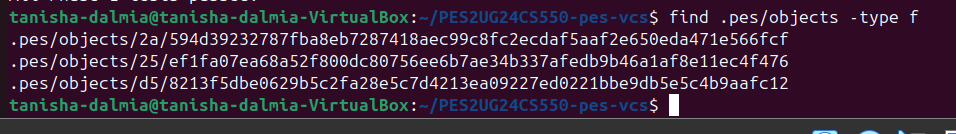 tanisha-dalmia@tanisha-dalmia-VirtualBox:~/PES2UG24CS550-pes-vcs$ find .pes/objects -type f
.pes/objects/2a/594d39232787fba8eb7287418aec99c8fc2ecdaf5aaf2e650eda471e566fcf
.pes/objects/25/ef1fa07ea68a52f800dc80756ee6b7ae34b337afedb9b46a1af8e11ec4f476
.pes/objects/d5/8213f5dbe0629b5c2fa28e5c7d4213ea09227ed0221bbe9db5e5c4b9aafc12
tanisha-dalmia@tanisha-dalmia-VirtualBox:~/PES2UG24CS550-pes-vcs$